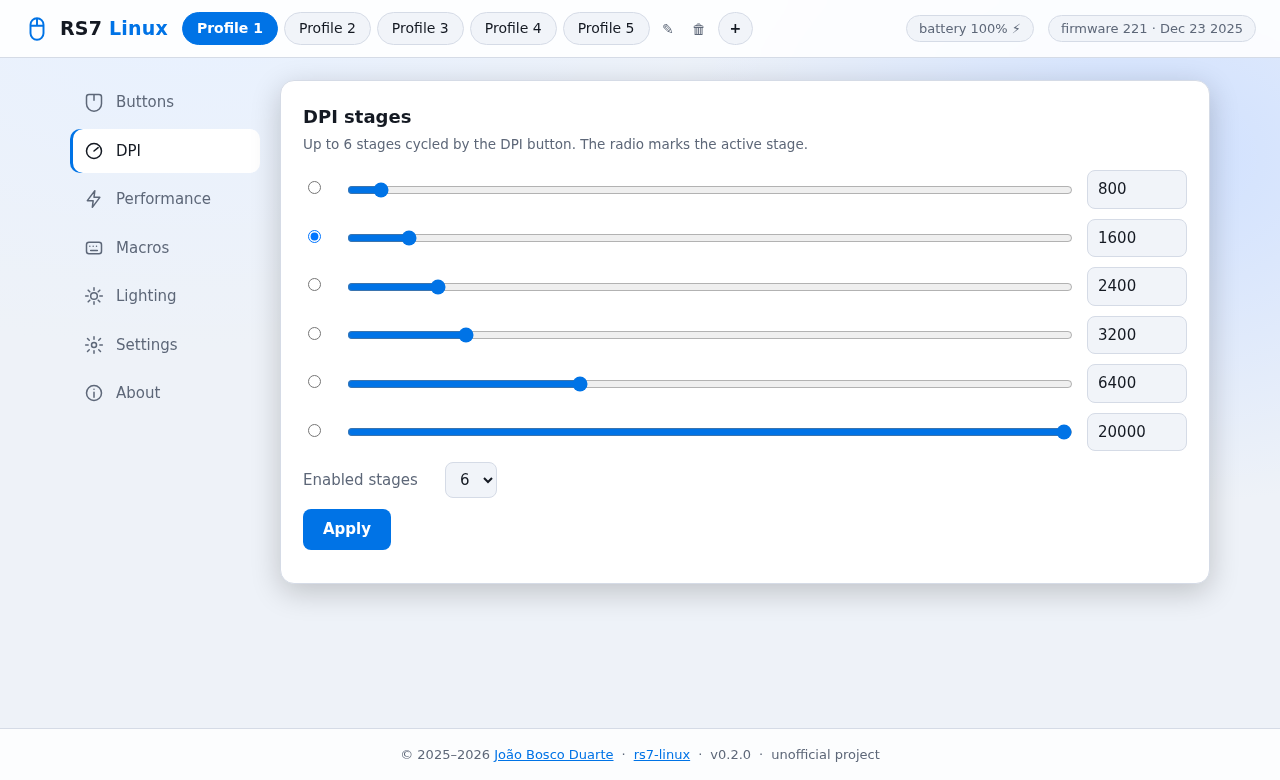 RS7 Linux
Profile 1
Profile 2
Profile 3
Profile 4
Profile 5
+
battery 100% ⚡
firmware 221 · Dec 23 2025
Buttons
DPI
Performance
Macros
Lighting
Settings
About
DPI stages
Up to 6 stages cycled by the DPI button. The radio marks the active stage.
800
1600
2400
3200
6400
20000
Enabled stages
6
Apply
© 2025–2026 João Bosco Duarte · rs7-linux · v0.2.0 · unofficial project